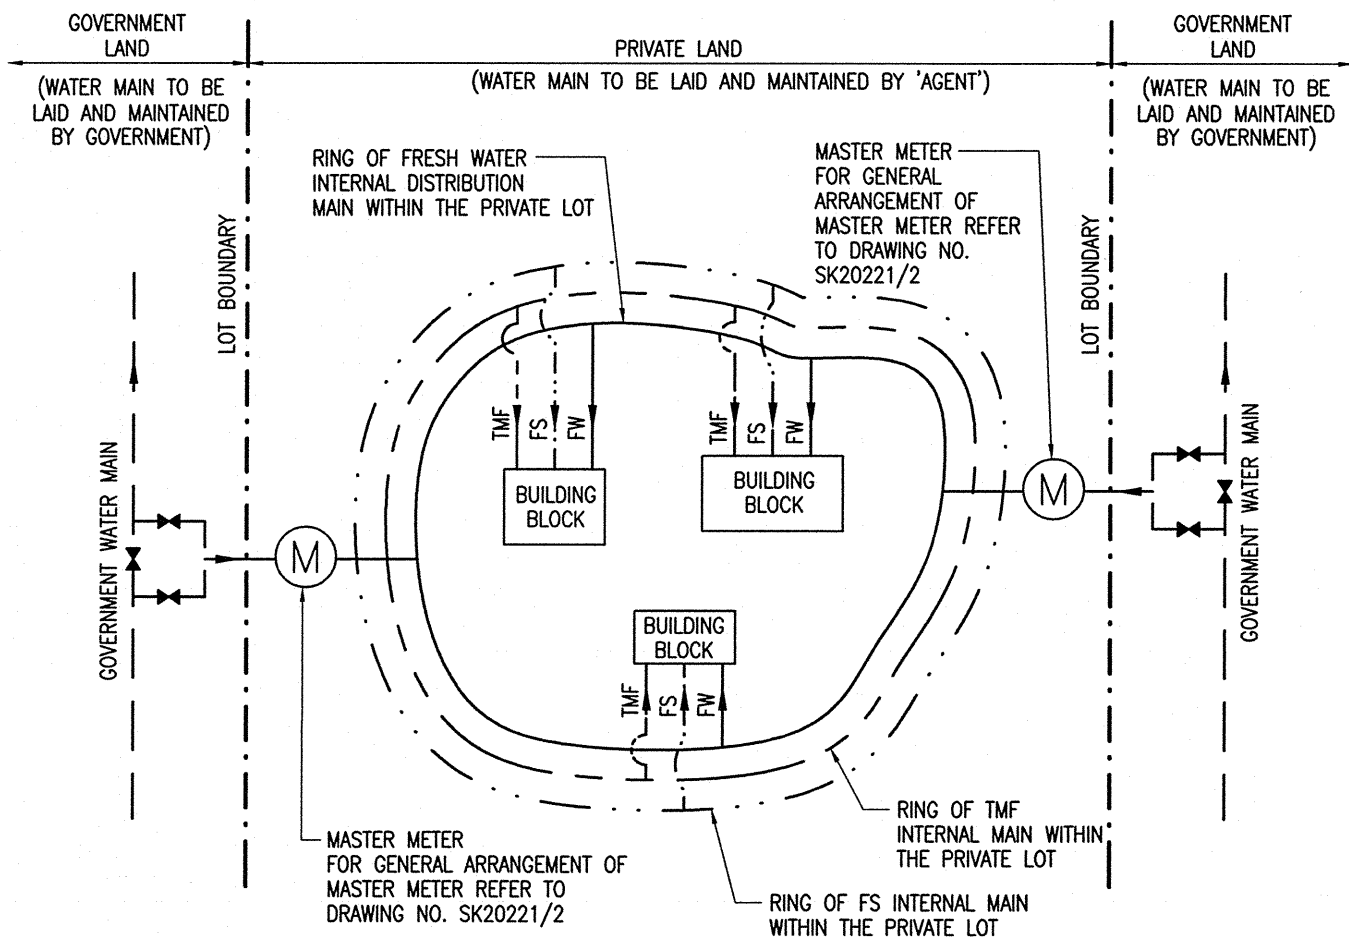 GOVERNMENT
LAND
(WATER MAIN TO BE
LAID AND MAINTAINED
BY GOVERNMENT)
PRIVATE LAND
(WATER MAIN TO BE LAID AND MAINTAINED BY 'AGENT')
GOVERNMENT
LAND
(WATER MAIN TO BE
LAID AND MAINTAINED
BY GOVERNMENT)
RING OF FRESH WATER
INTERNAL DISTRIBUTION
MAIN WITHIN THE PRIVATE LOT
MASTER METER
FOR GENERAL
ARRANGEMENT OF
MASTER METER REFER
TO DRAWING NO.
SK20221/2
LOT BOUNDARY
LOT BOUNDARY
GOVERNMENT WATER MAIN
GOVERNMENT WATER MAIN
TMF
FS
FW
BUILDING
BLOCK
TMF
FS
FW
BUILDING
BLOCK
M
M
BUILDING
BLOCK
TMF
FS
FW
MASTER METER
FOR GENERAL ARRANGEMENT OF
MASTER METER REFER TO
DRAWING NO. SK20221/2
RING OF TMF
INTERNAL MAIN WITHIN
THE PRIVATE LOT
RING OF FS INTERNAL MAIN
WITHIN THE PRIVATE LOT